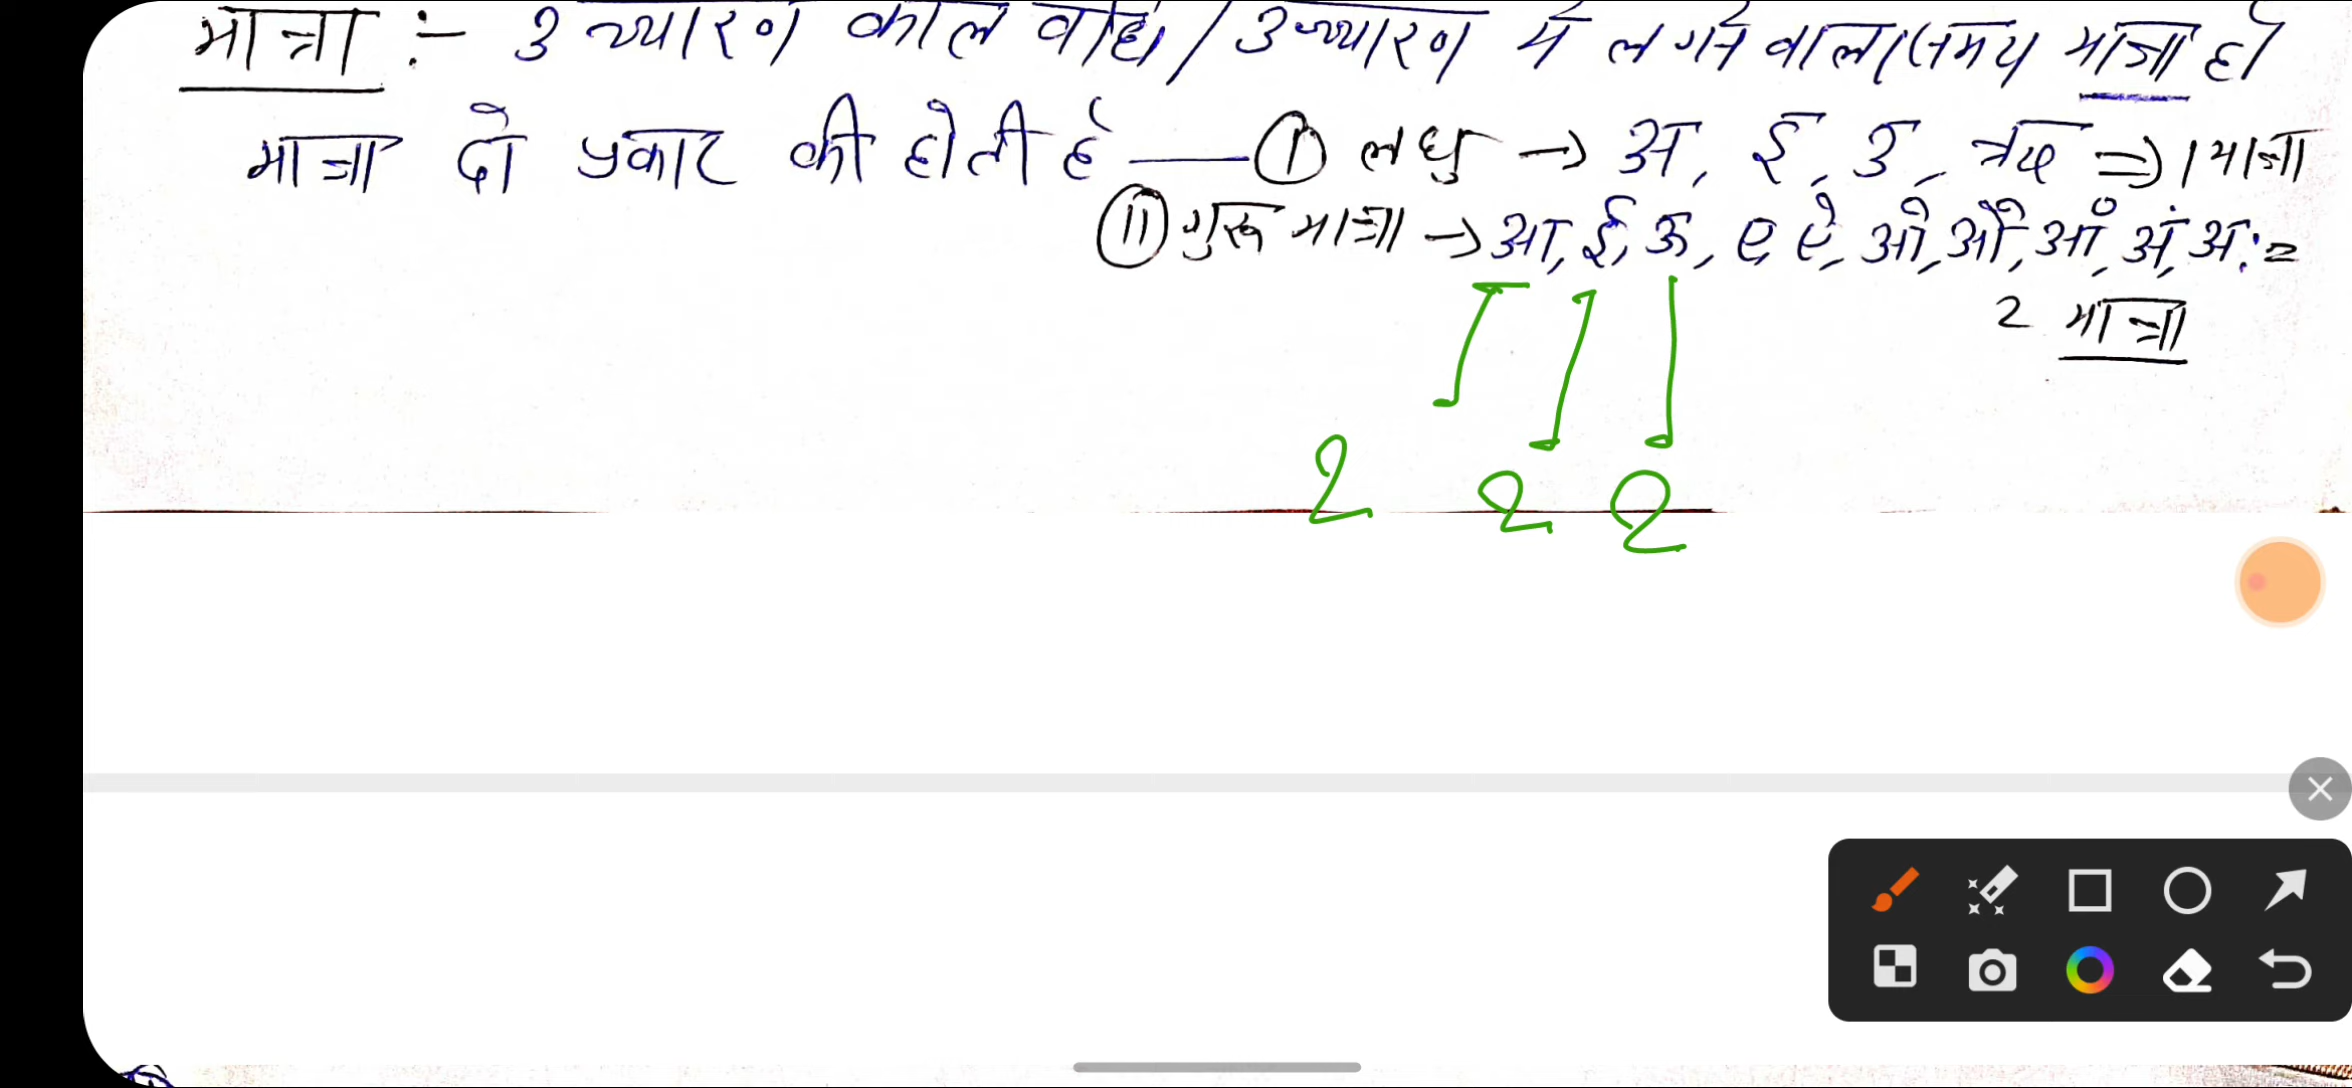 मात्रा :- उच्चारण काल वाधि / उच्चारण में लगने वाला समय मात्रा हो
मात्रा दो प्रकार की होती है — (i) लघु → अ, इ, उ, ऋ => 1 मात्रा
(ii) गुरू मात्रा → आ, ई, ऊ, ए ऐ, ओ, औ, ऑ, अं, अः =
2 मात्रा
2 2 2